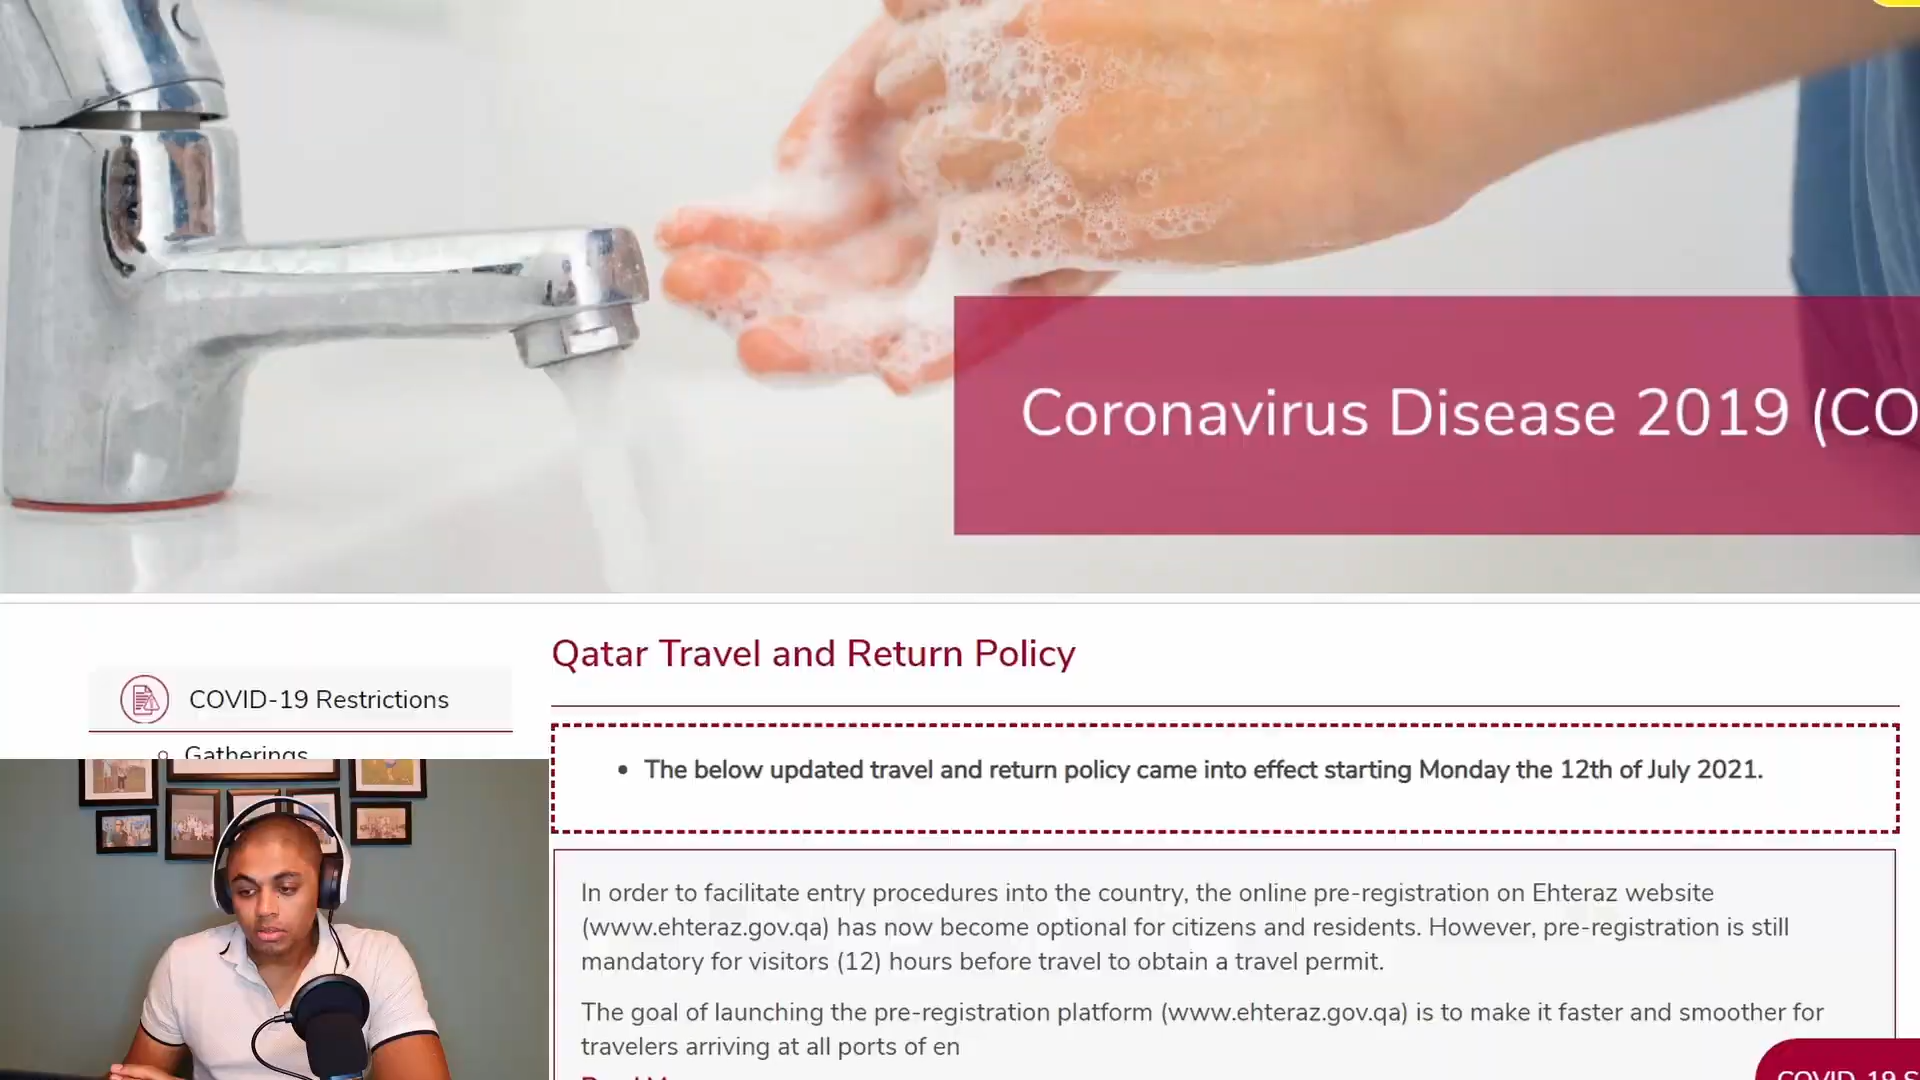 Coronavirus Disease 2019 (CO
Qatar Travel and Return Policy
COVID-19 Restrictions
Gatherings
The below updated travel and return policy came into effect starting Monday the 12th of July 2021.
In order to facilitate entry procedures into the country, the online pre-registration on Ehteraz website
(www.ehteraz.gov.qa) has now become optional for citizens and residents. However, pre-registration is still
mandatory for visitors (12) hours before travel to obtain a travel permit.
The goal of launching the pre-registration platform (www.ehteraz.gov.qa) is to make it faster and smoother for
travelers arriving at all ports of en
COVID-19 S